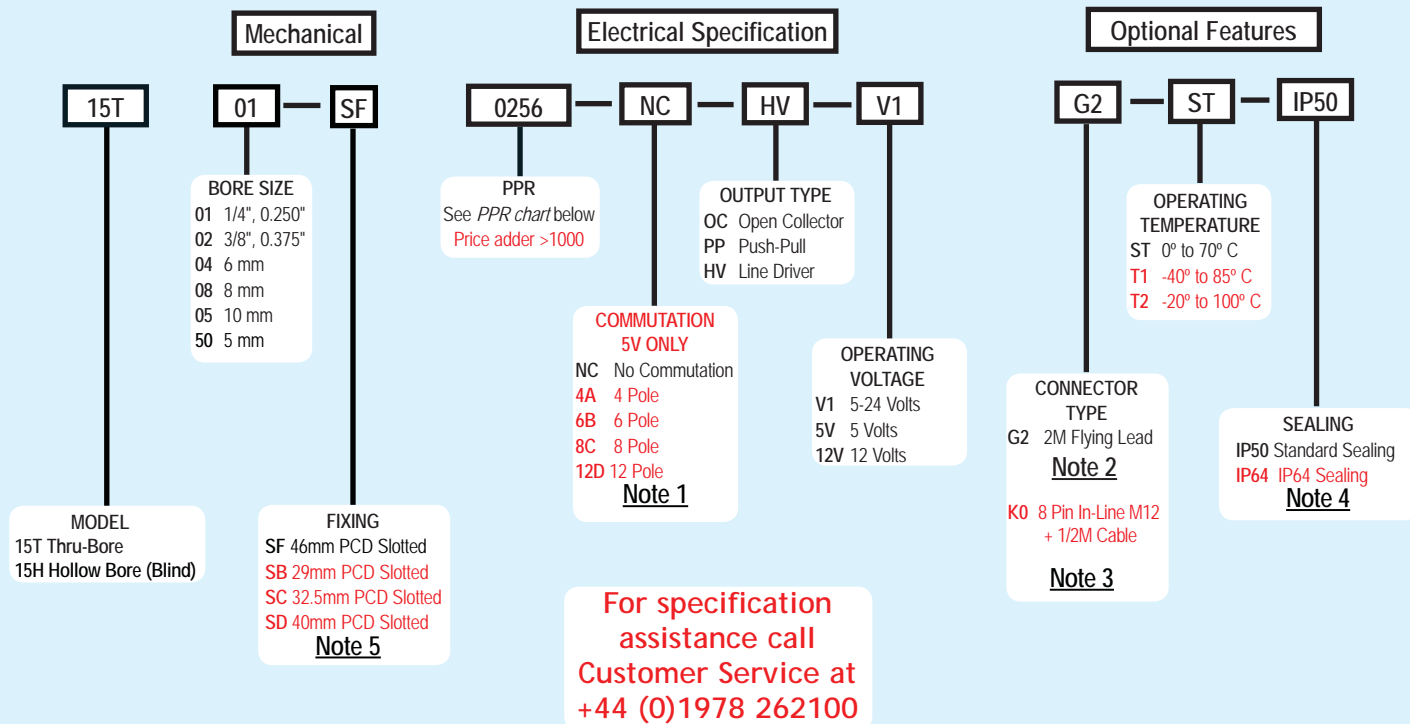 Mechanical
Electrical Specification
Optional Features
15T
01
SF
0256
NC
HV
V1
G2
ST
IP50
BORE SIZE
01 1/4", 0.250"
02 3/8", 0.375"
04 6 mm
08 8 mm
05 10 mm
50 5 mm
PPR
See PPR chart below
Price adder >1000
OUTPUT TYPE
OC Open Collector
PP Push-Pull
HV Line Driver
OPERATING
TEMPERATURE
ST 0º to 70º C
T1 -40º to 85º C
T2 -20º to 100º C
COMMUTATION
5V ONLY
NC No Commutation
4A 4 Pole
6B 6 Pole
8C 8 Pole
12D 12 Pole
Note 1
OPERATING
VOLTAGE
V1 5-24 Volts
5V 5 Volts
12V 12 Volts
CONNECTOR
TYPE
G2 2M Flying Lead
Note 2
K0 8 Pin In-Line M12
+ 1/2M Cable
Note 3
SEALING
IP50 Standard Sealing
IP64 IP64 Sealing
Note 4
MODEL
15T Thru-Bore
15H Hollow Bore (Blind)
FIXING
SF 46mm PCD Slotted
SB 29mm PCD Slotted
SC 32.5mm PCD Slotted
SD 40mm PCD Slotted
Note 5
For specification
assistance call
Customer Service at
+44 (0)1978 262100